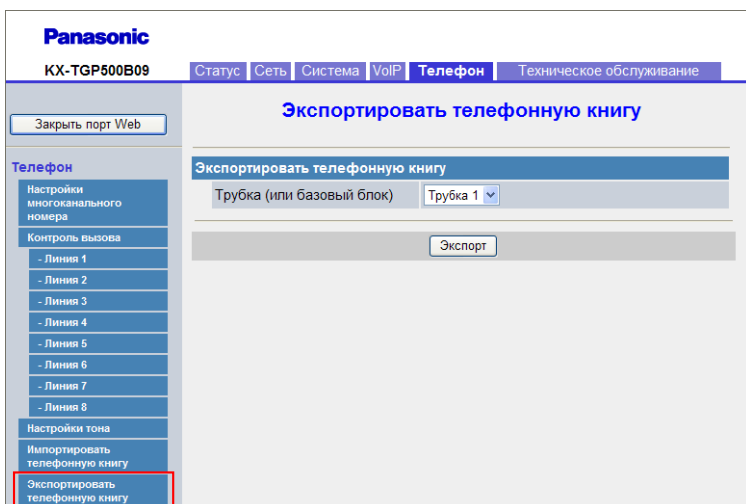 Panasonic
KX-TGP500B09
Статус Сеть Система VoIP Телефон Техническое обслуживание
Закрыть порт Web
Телефон
Настройки
многоканального
номера
Контроль вызова
- Линия 1
- Линия 2
- Линия 3
- Линия 4
- Линия 5
- Линия 6
- Линия 7
- Линия 8
Настройки тона
Импортировать
телефонную книгу
Экспортировать
телефонную книгу
Экспортировать телефонную книгу
Экспортировать телефонную книгу
Трубка (или базовый блок) Трубка 1
Экспорт